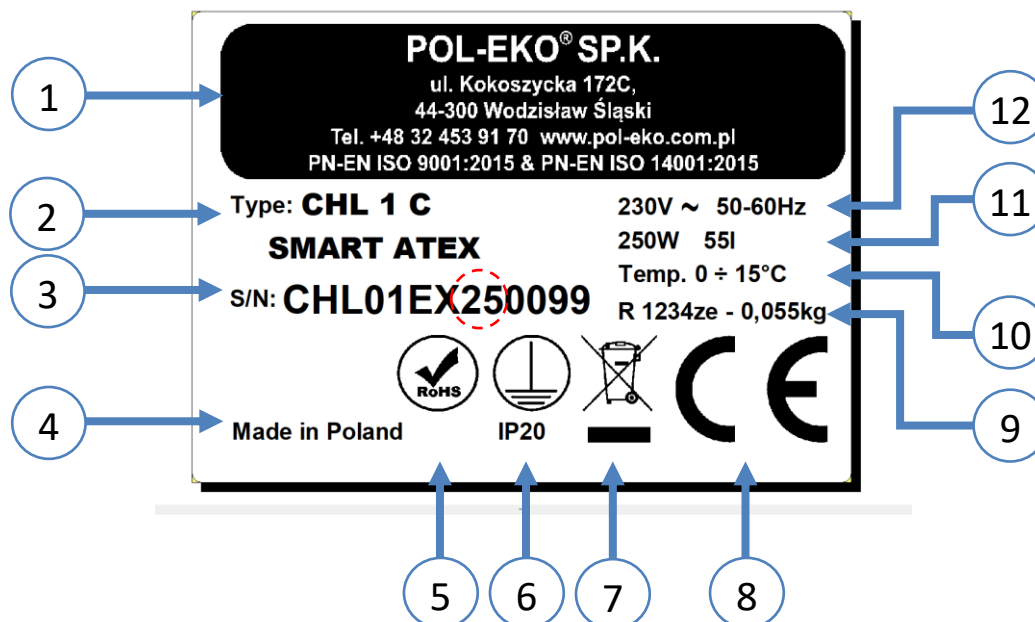 POL-EKO® SP.K.
ul. Kokoszycka 172C,
44-300 Wodzisław Śląski
Tel. +48 32 453 91 70 www.pol-eko.com.pl
PN-EN ISO 9001:2015 & PN-EN ISO 14001:2015
Type: CHL 1 C
SMART ATEX
S/N: CHL01EX250099
230V ~ 50-60Hz
250W 55l
Temp. 0 ÷ 15°C
R 1234ze - 0,055kg
RoHS
CE
Made in Poland
IP20
1
2
3
4
5
6
7
8
9
10
11
12